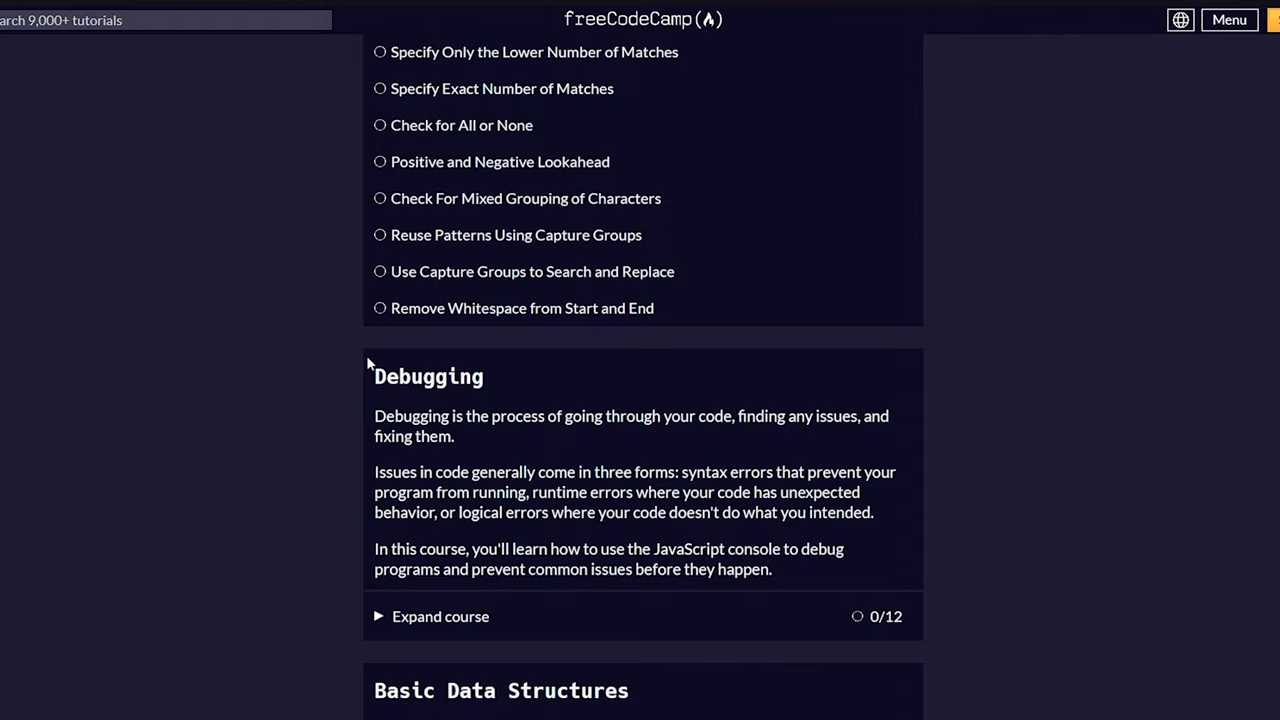 arch 9,000+ tutorials
freeCodeCamp
Menu
Specify Only the Lower Number of Matches
Specify Exact Number of Matches
Check for All or None
Positive and Negative Lookahead
Check For Mixed Grouping of Characters
Reuse Patterns Using Capture Groups
Use Capture Groups to Search and Replace
Remove Whitespace from Start and End
Debugging
Debugging is the process of going through your code, finding any issues, and
fixing them.
Issues in code generally come in three forms: syntax errors that prevent your
program from running, runtime errors where your code has unexpected
behavior, or logical errors where your code doesn't do what you intended.
In this course, you'll learn how to use the JavaScript console to debug
programs and prevent common issues before they happen.
Expand course
0/12
Basic Data Structures